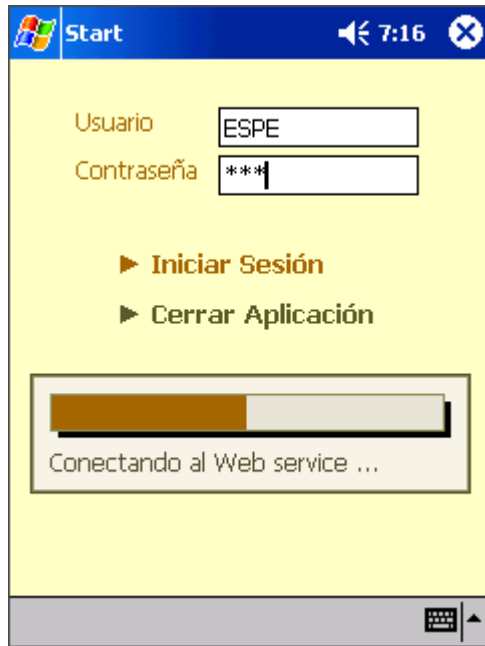 Start 7:16
Usuario ESPE
Contraseña ***
Iniciar Sesión
Cerrar Aplicación
Conectando al Web service ...